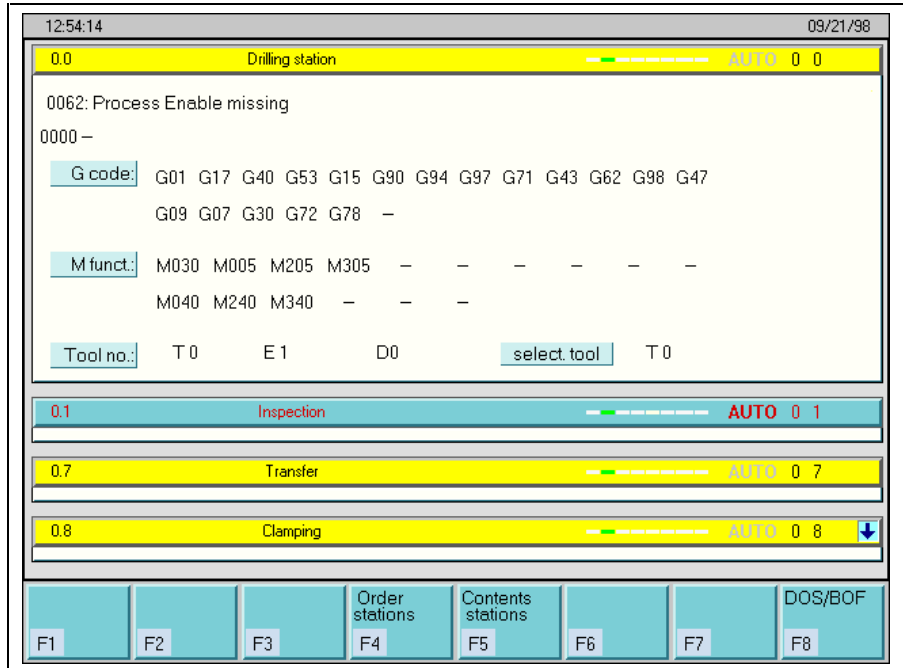 12:54:14 09/21/98
0.0 Drilling station AUTO 0 0
0062: Process Enable missing
0000 –
G code: G01 G17 G40 G53 G15 G90 G94 G97 G71 G43 G62 G98 G47
G09 G07 G30 G72 G78 –
M funct.: M030 M005 M205 M305 – – – – – –
M040 M240 M340 – – –
Tool no.: T 0 E 1 D0 select. tool T 0
0.1 Inspection AUTO 0 1
0.7 Transfer AUTO 0 7
0.8 Clamping AUTO 0 8
Order Contents DOS/BOF
stations stations
F1 F2 F3 F4 F5 F6 F7 F8